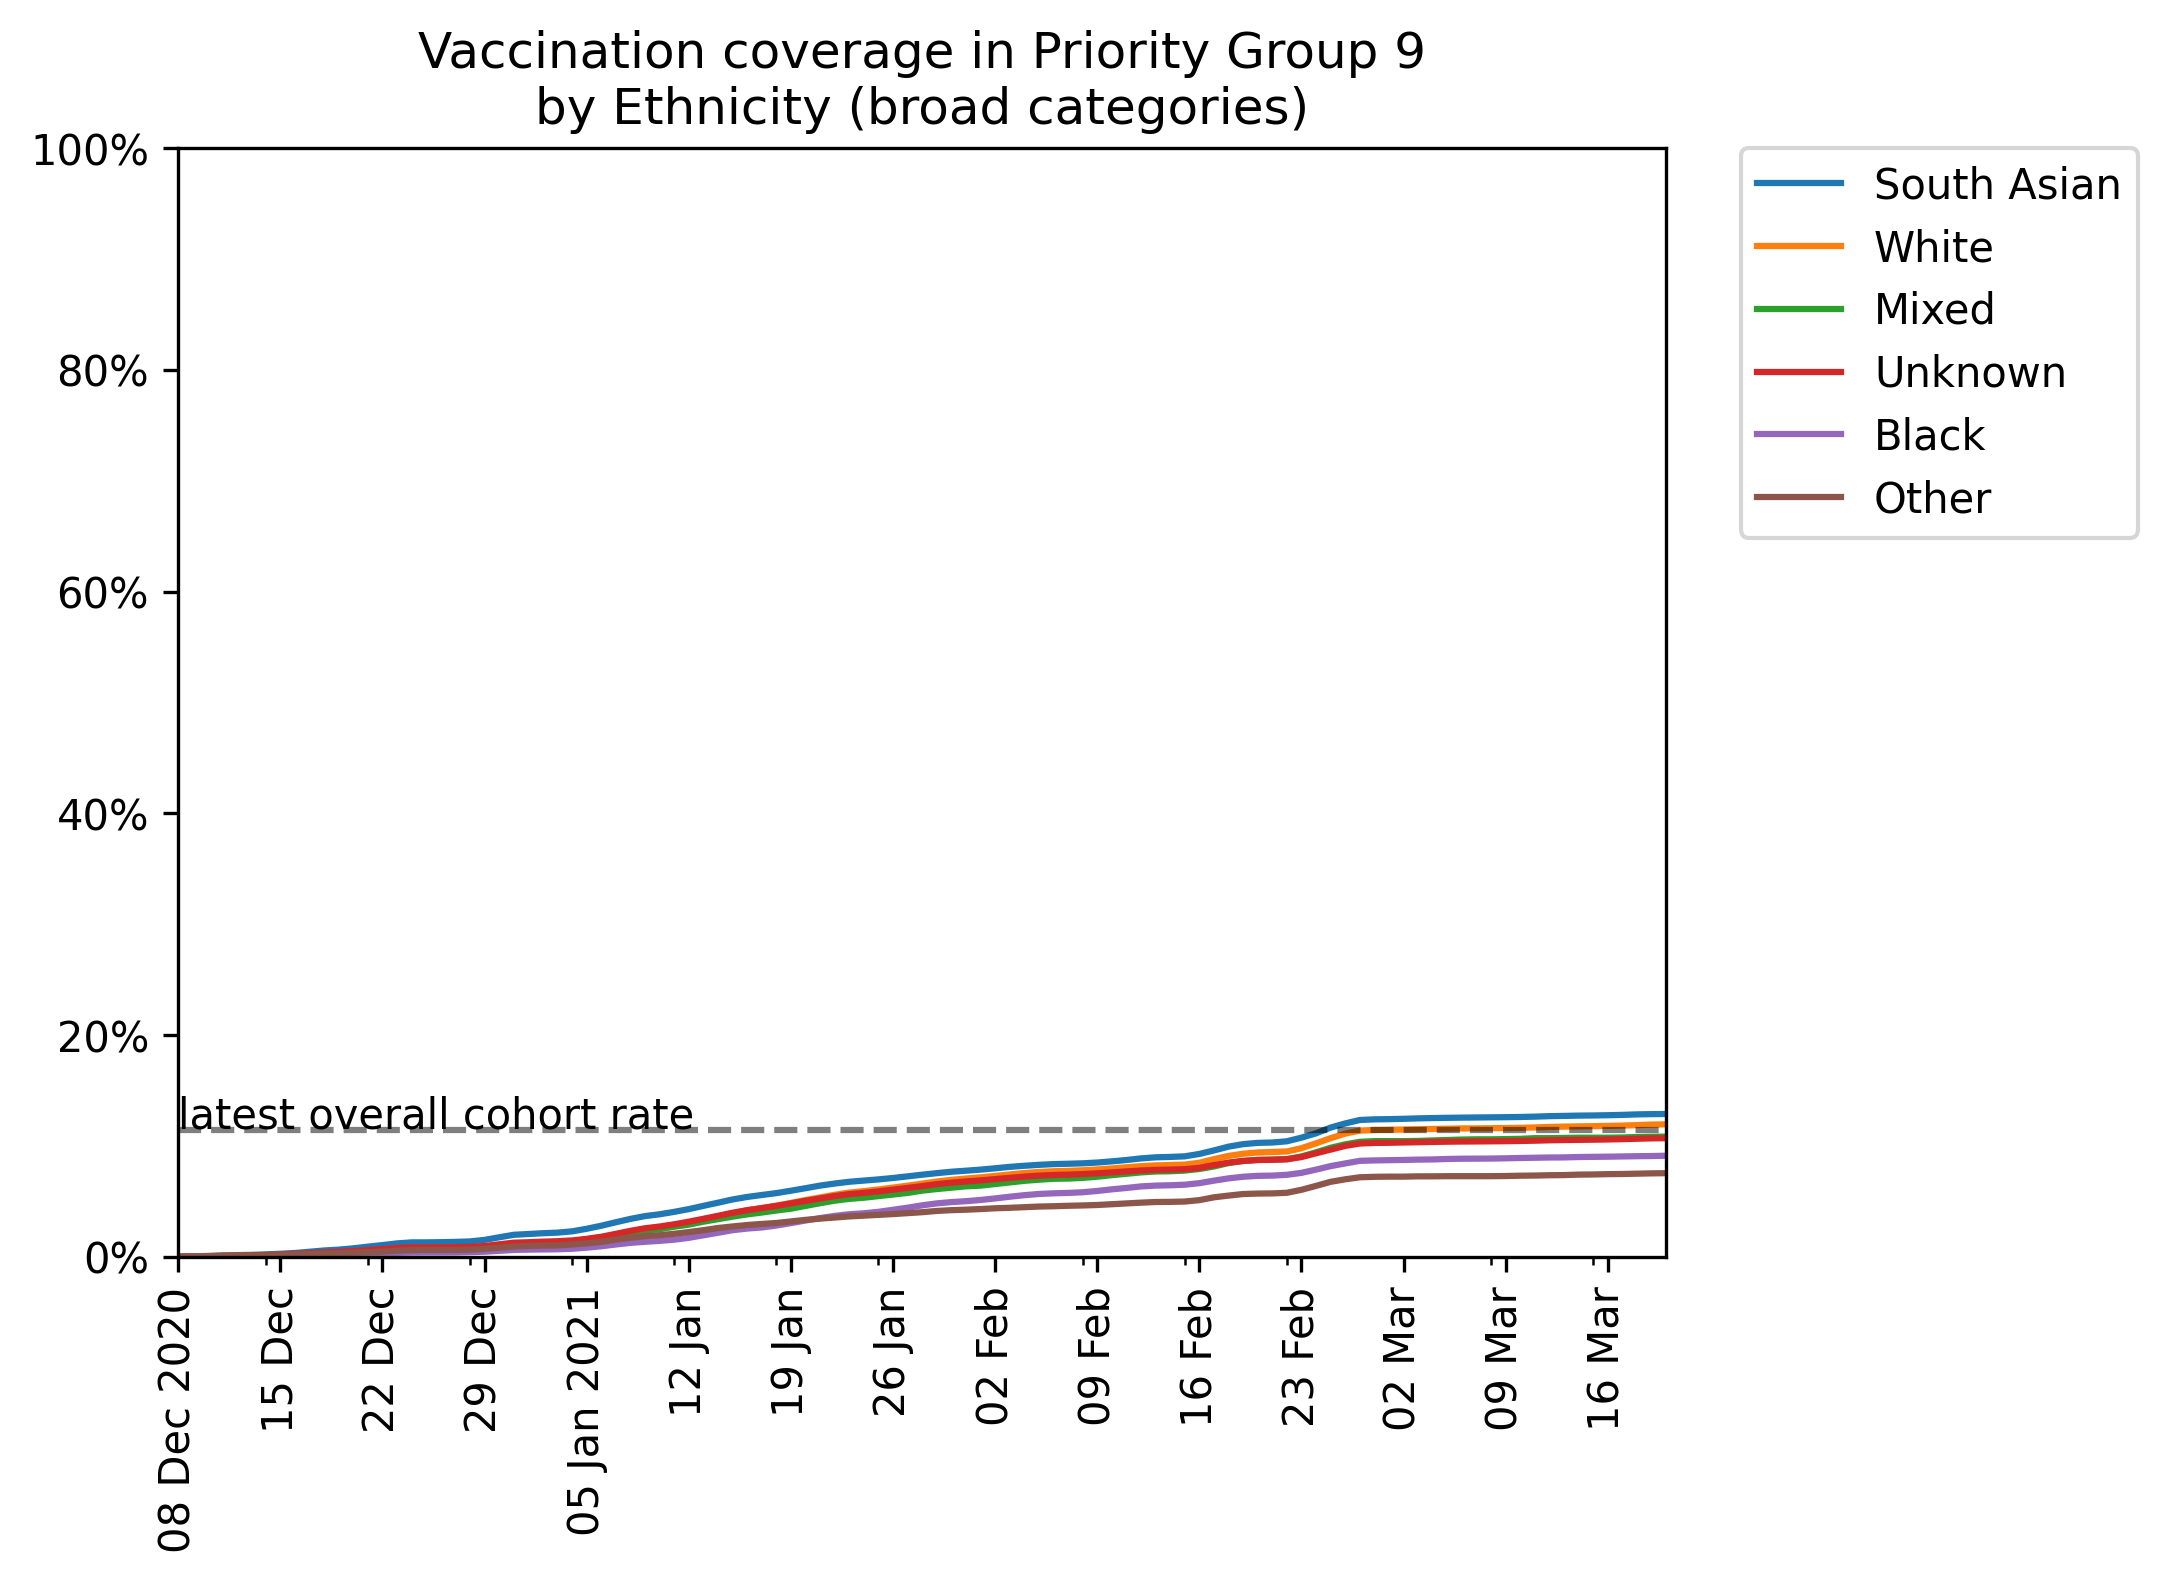 Vaccination coverage in Priority Group 9
by Ethnicity (broad categories)
100%
80%
60%
40%
20%
0%
latest overall cohort rate
08 Dec 2020
15 Dec
22 Dec
29 Dec
05 Jan 2021
12 Jan
19 Jan
26 Jan
02 Feb
09 Feb
16 Feb
23 Feb
02 Mar
09 Mar
16 Mar
South Asian
White
Mixed
Unknown
Black
Other